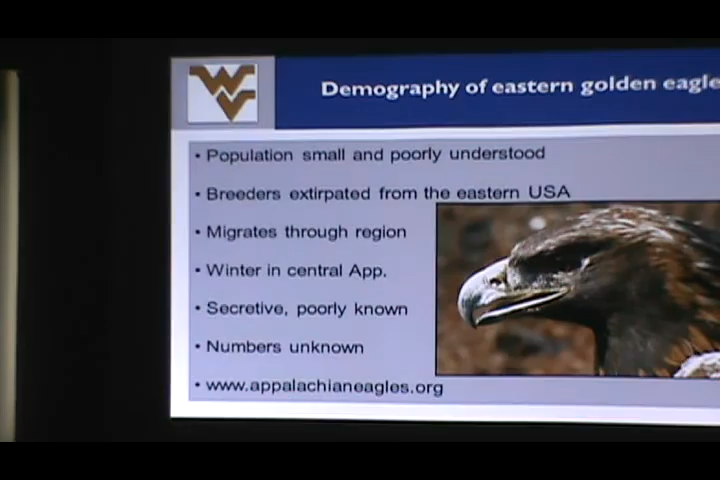 WV
Demography of eastern golden eagle
• Population small and poorly understood
• Breeders extirpated from the eastern USA
• Migrates through region
• Winter in central App.
• Secretive, poorly known
• Numbers unknown
• www.appalachianeagles.org